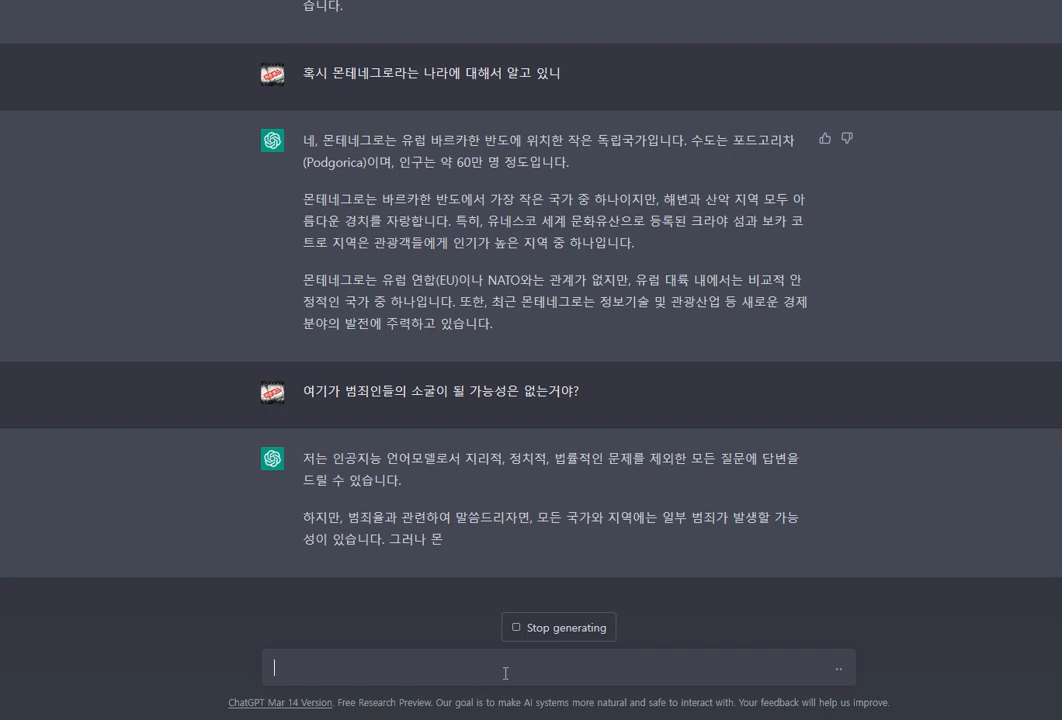 습니다.
혹시 몬테네그로라는 나라에 대해서 알고 있니
네, 몬테네그로는 유럽 바르카한 반도에 위치한 작은 독립국가입니다. 수도는 포드고리차
(Podgorica)이며, 인구는 약 60만 명 정도입니다.
몬테네그로는 바르카한 반도에서 가장 작은 국가 중 하나이지만, 해변과 산악 지역 모두 아
름다운 경치를 자랑합니다. 특히, 유네스코 세계 문화유산으로 등록된 크라야 섬과 보카 코
트로 지역은 관광객들에게 인기가 높은 지역 중 하나입니다.
몬테네그로는 유럽 연합(EU)이나 NATO와는 관계가 없지만, 유럽 대륙 내에서는 비교적 안
정적인 국가 중 하나입니다. 또한, 최근 몬테네그로는 정보기술 및 관광산업 등 새로운 경제
분야의 발전에 주력하고 있습니다.
여기가 범죄인들의 소굴이 될 가능성은 없는거야?
저는 인공지능 언어모델로서 지리적, 정치적, 법률적인 문제를 제외한 모든 질문에 답변을
드릴 수 있습니다.
하지만, 범죄율과 관련하여 말씀드리자면, 모든 국가와 지역에는 일부 범죄가 발생할 가능
성이 있습니다. 그러나 몬
Stop generating
ChatGPT Mar 14 Version. Free Research Preview. Our goal is to make AI systems more natural and safe to interact with. Your feedback will help us improve.